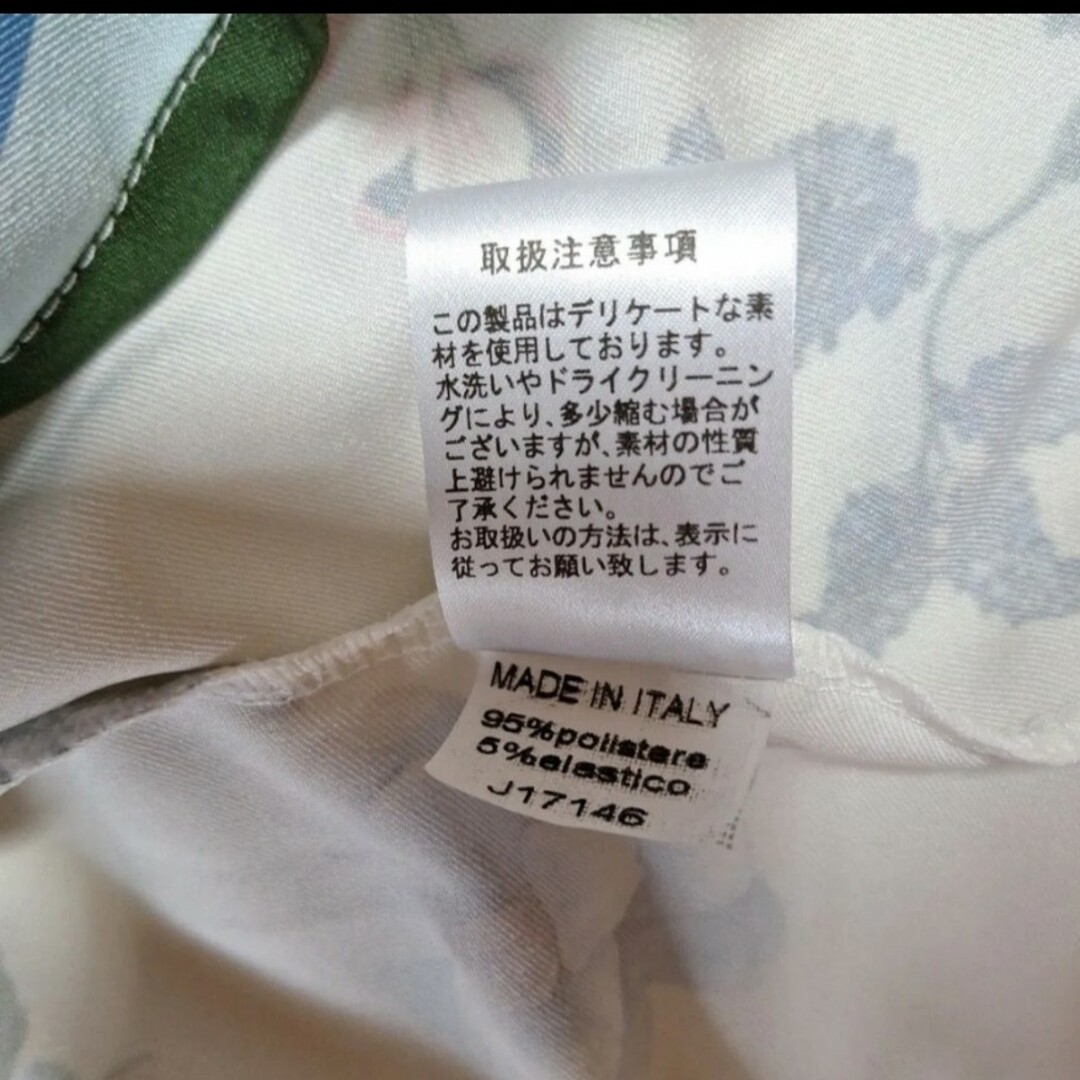 取扱注意事項
この製品はデリケートな素
材を使用しております。
水洗いやドライクリーニン
グにより、多少縮む場合が
ございますが、素材の性質
上避けられませんのでご
了承ください。
お取扱いの方法は、表示に
従ってお願い致します。
MADE IN ITALY
95%polistere
5%elastico
J17146